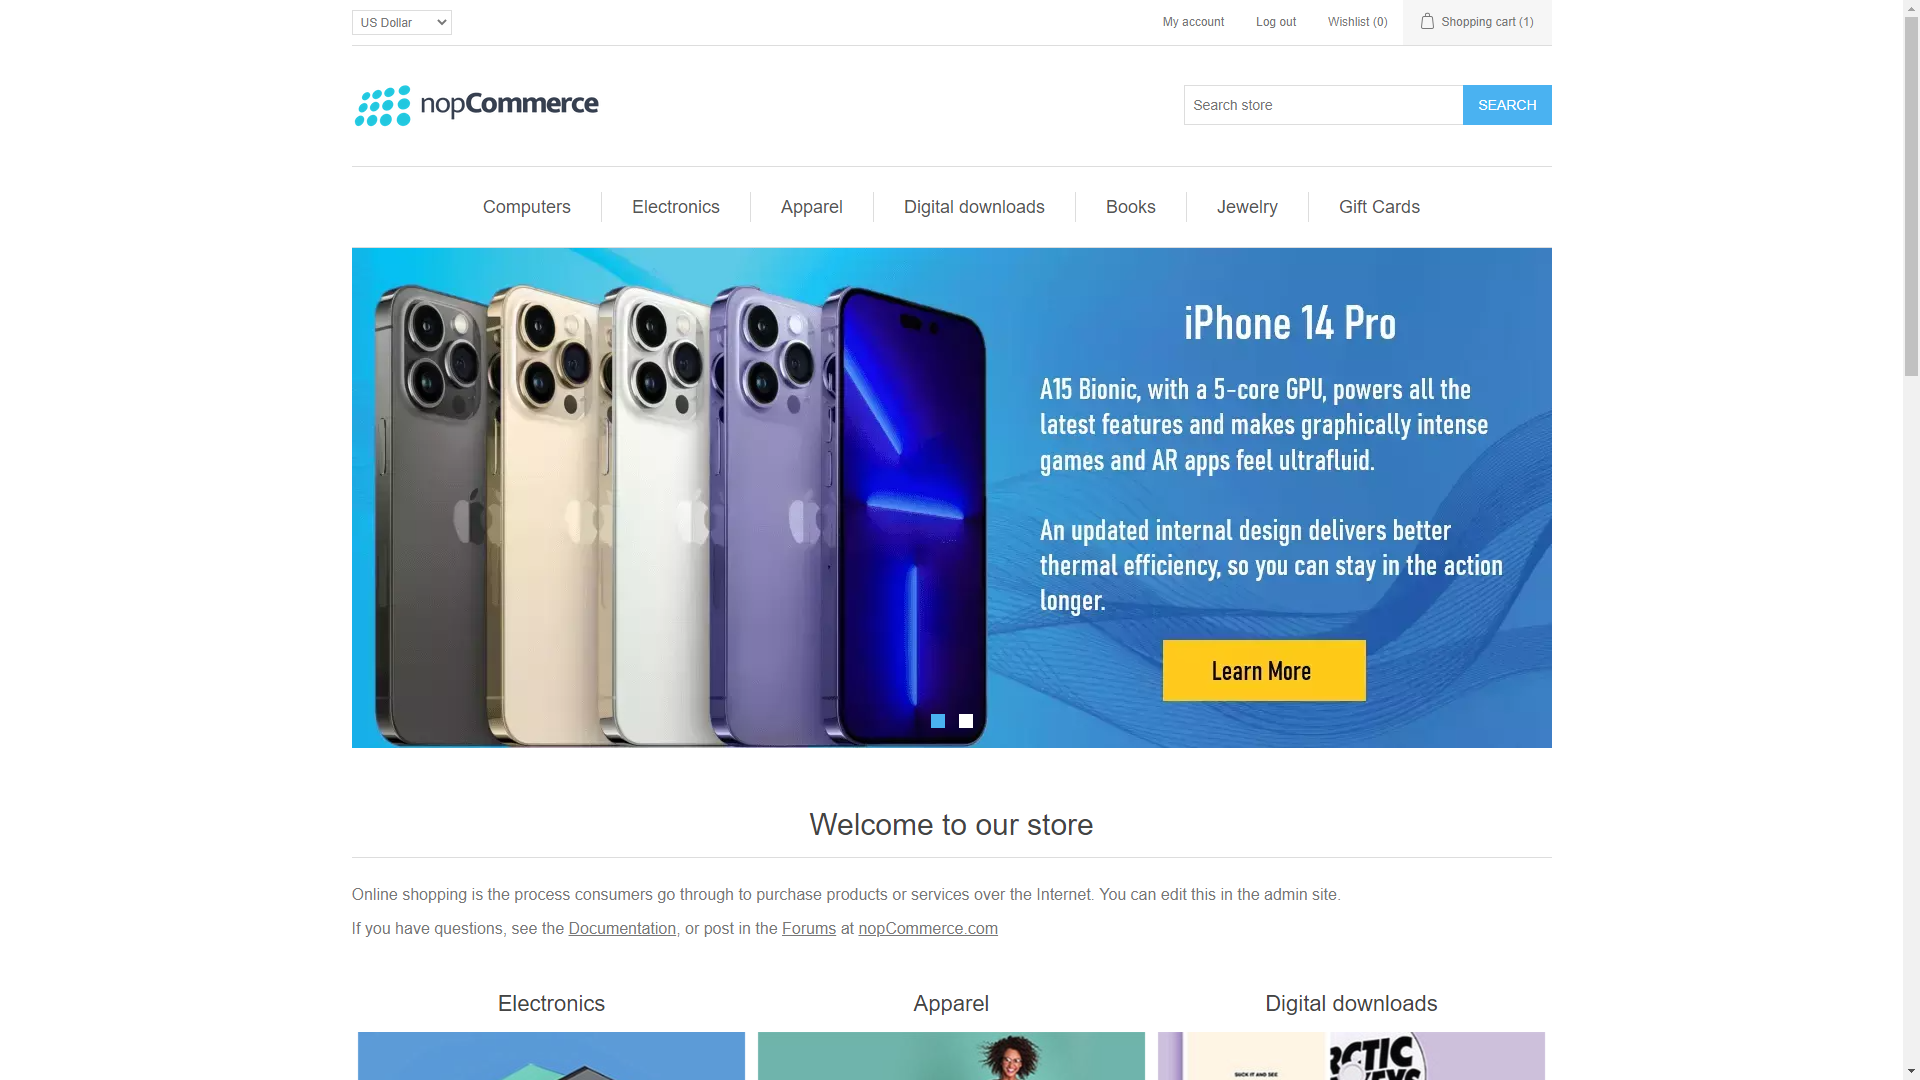 US Dollar
My account
Log out
Wishlist (0)
Shopping cart (1)
nopCommerce
Search store
SEARCH
Computers
Electronics
Apparel
Digital downloads
Books
Jewelry
Gift Cards
iPhone 14 Pro
A15 Bionic, with a 5-core GPU, powers all the
latest features and makes graphically intense
games and AR apps feel ultrafluid.
An updated internal design delivers better
thermal efficiency, so you can stay in the action
longer.
Learn More
Welcome to our store
Online shopping is the process consumers go through to purchase products or services over the Internet. You can edit this in the admin site.
If you have questions, see the Documentation, or post in the Forums at nopCommerce.com
Electronics
Apparel
Digital downloads
SUCK IT AND SEE